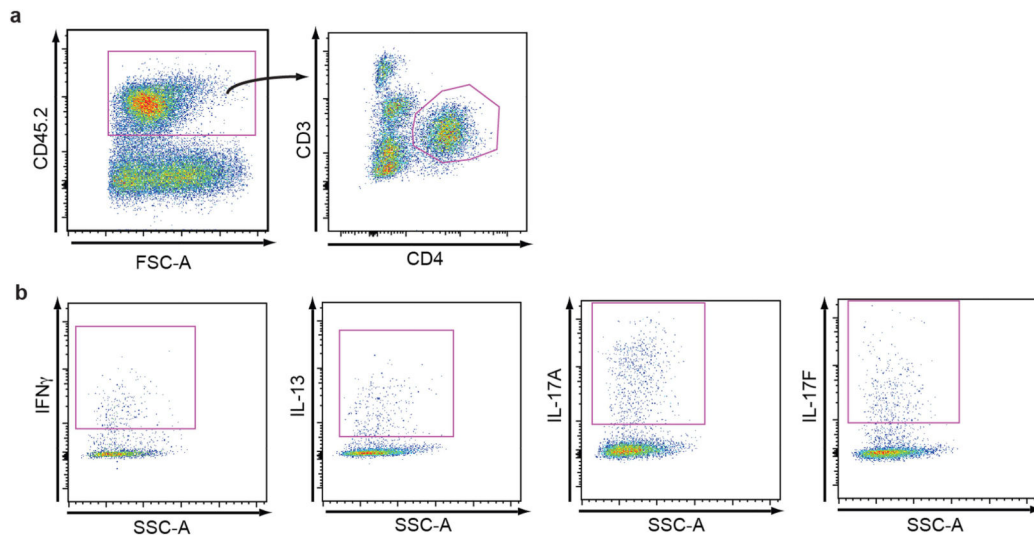 a
CD45.2
FSC-A
CD3
CD4
b
IFNγ
SSC-A
IL-13
SSC-A
IL-17A
SSC-A
IL-17F
SSC-A